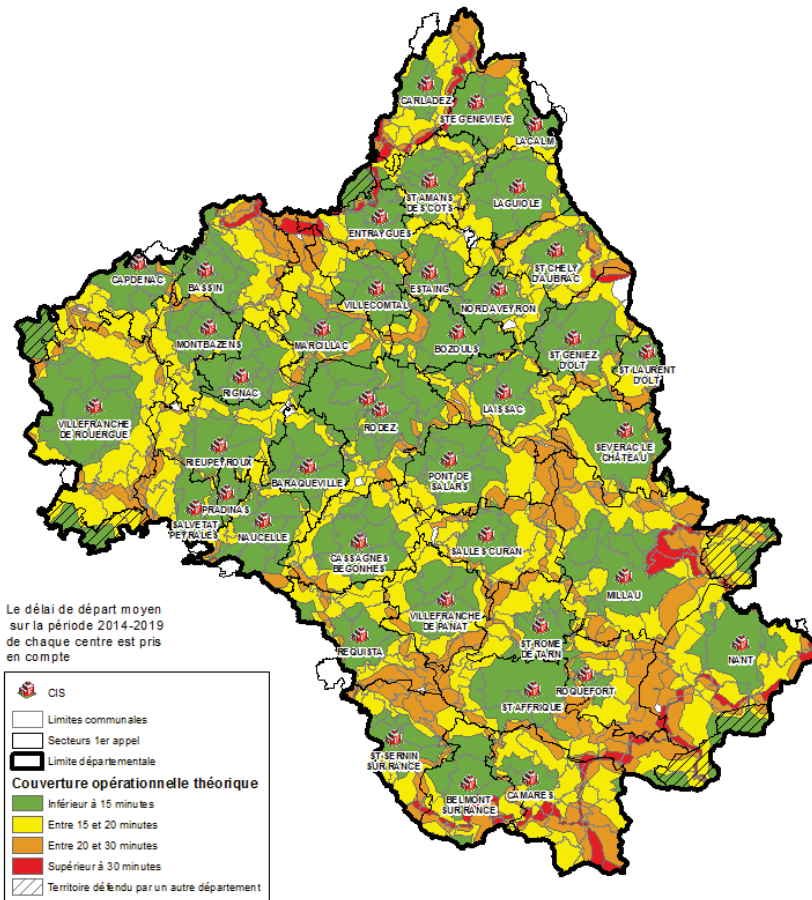 CARLADEZ
STE GENEVIEVE
LACALM
ST AMANS
DES COTS
LAGUIOLE
ENTRAYGUES
ST CHELY
D'AUBRAC
CAPDENAC
BASSIN
VILLECOMTAL
ESTAING
NORD AVEYRON
MONTBAZENS
MARCILLAC
BOZOULS
ST GENIEZ
D'OLT
ST LAURENT
D'OLT
RIGNAC
VILLEFRANCHE
DE ROUERGUE
RODEZ
LAISSAC
SEVERAC LE
CHÂTEAU
RIEUPEYROUX
BARAQUEVILLE
PONT DE
SALARS
PRADINAS
SALVETAT
PEYRALES
NAUCELLE
CASSAGNES
BEGONHES
SALLES CURAN
MILLAU
VILLEFRANCHE
DE PANAT
REQUISTA
ST ROME
DE TARN
NANT
ROQUEFORT
ST AFFRIQUE
ST SERNIN
SUR RANCE
BELMONT
SUR RANCE
CAMARES
Le délai de départ moyen
sur la période 2014-2019
de chaque centre est pris
en compte
CIS
Limites communales
Secteurs 1er appel
Limite départementale
Couverture opérationnelle théorique
Inférieur à 15 minutes
Entre 15 et 20 minutes
Entre 20 et 30 minutes
Supérieur à 30 minutes
Territoire défendu par un autre département